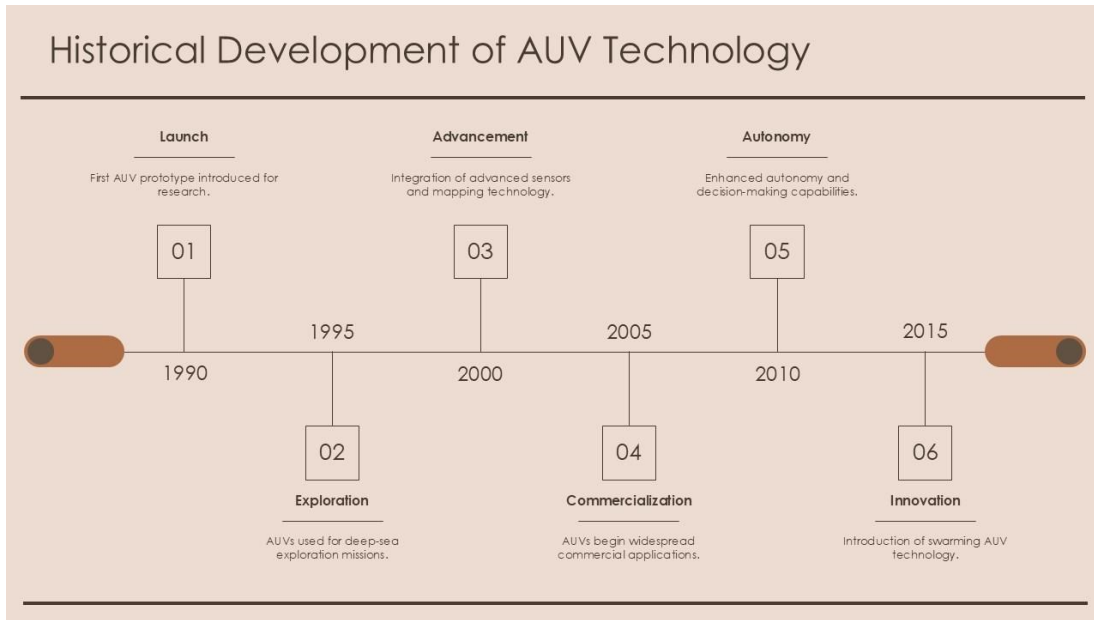 Historical Development of AUV Technology
Launch
First AUV prototype introduced for
research.
01
1990
1995
02
Exploration
AUVs used for deep-sea
exploration missions.
Advancement
Integration of advanced sensors
and mapping technology.
03
2000
2005
04
Commercialization
AUVs begin widespread
commercial applications.
Autonomy
Enhanced autonomy and
decision-making capabilities.
05
2010
2015
06
Innovation
Introduction of swarming AUV
technology.